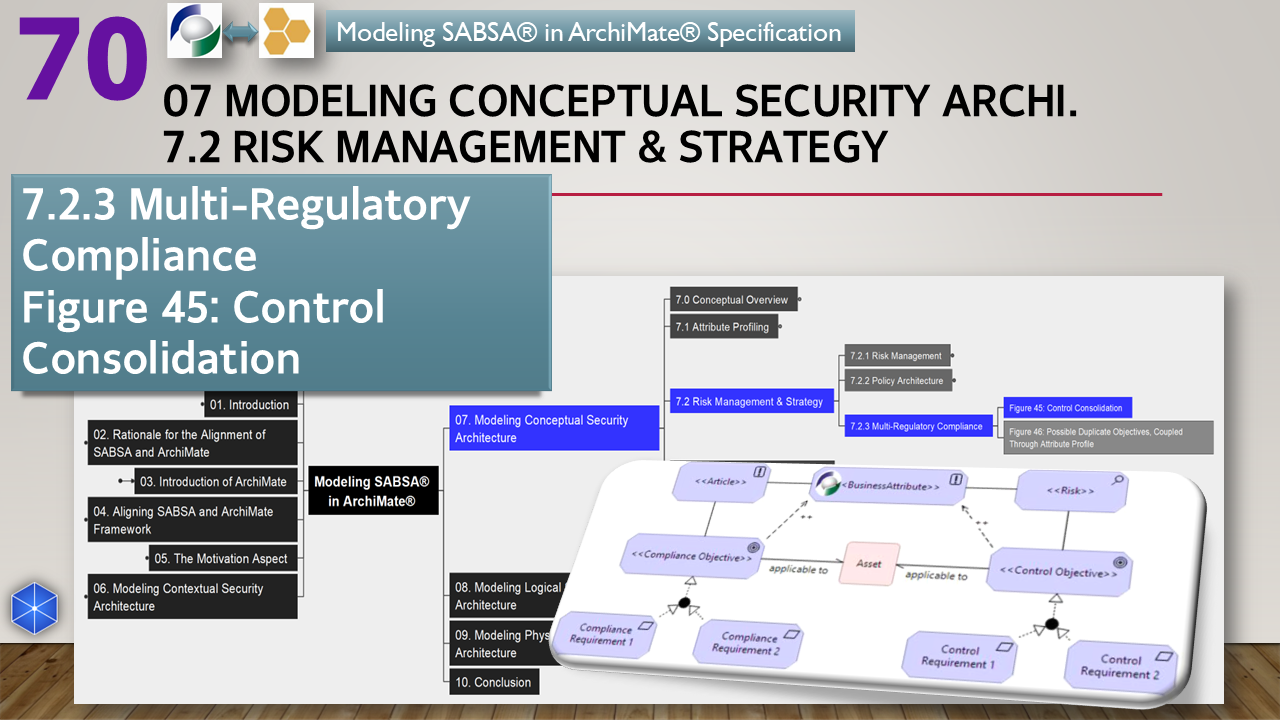 70
Modeling SABSA® in ArchiMate® Specification
07 MODELING CONCEPTUAL SECURITY ARCHI.
7.2 RISK MANAGEMENT & STRATEGY
7.2.3 Multi-Regulatory
Compliance
Figure 45: Control
Consolidation
01. Introduction
02. Rationale for the Alignment of
SABSA and ArchiMate
03. Introduction of ArchiMate
04. Aligning SABSA and ArchiMate
Framework
05. The Motivation Aspect
06. Modeling Contextual Security
Architecture
Modeling SABSA®
in ArchiMate®
07. Modeling Conceptual Security
Architecture
7.0 Conceptual Overview
7.1 Attribute Profiling
7.2 Risk Management & Strategy
7.2.1 Risk Management
7.2.2 Policy Architecture
7.2.3 Multi-Regulatory Compliance
Figure 45: Control Consolidation
Figure 46: Possible Duplicate Objectives, Coupled
Through Attribute Profile
08. Modeling Logical
Architecture
09. Modeling Phys
Architecture
10. Conclusion
<<Article>>
<BusinessAttribute>>
<<Risk>>
++
++
<<Compliance Objective>>
applicable to
Asset
applicable to
<<Control Objective>>
Compliance
Requirement 1
Compliance
Requirement 2
Control
Requirement 1
Control
Requirement 2